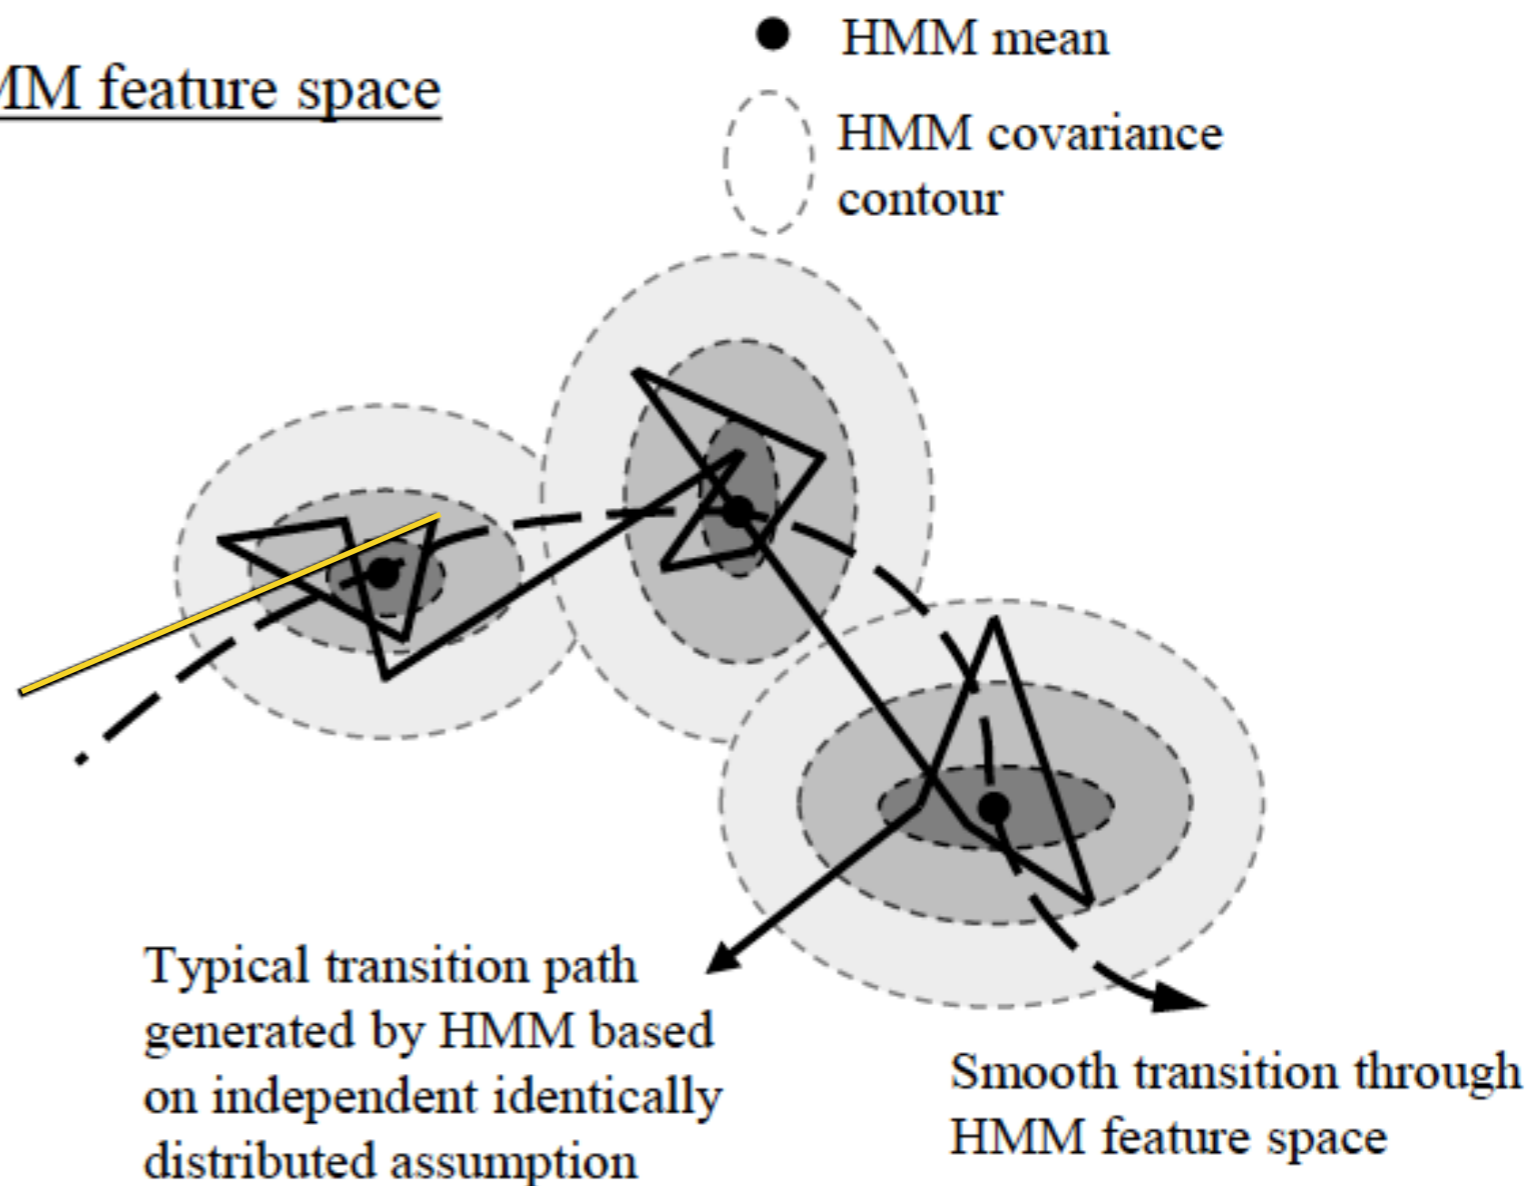 HMM mean
MM feature space
HMM covariance
contour
Typical transition path
generated by HMM based
on independent identically
distributed assumption
Smooth transition through
HMM feature space